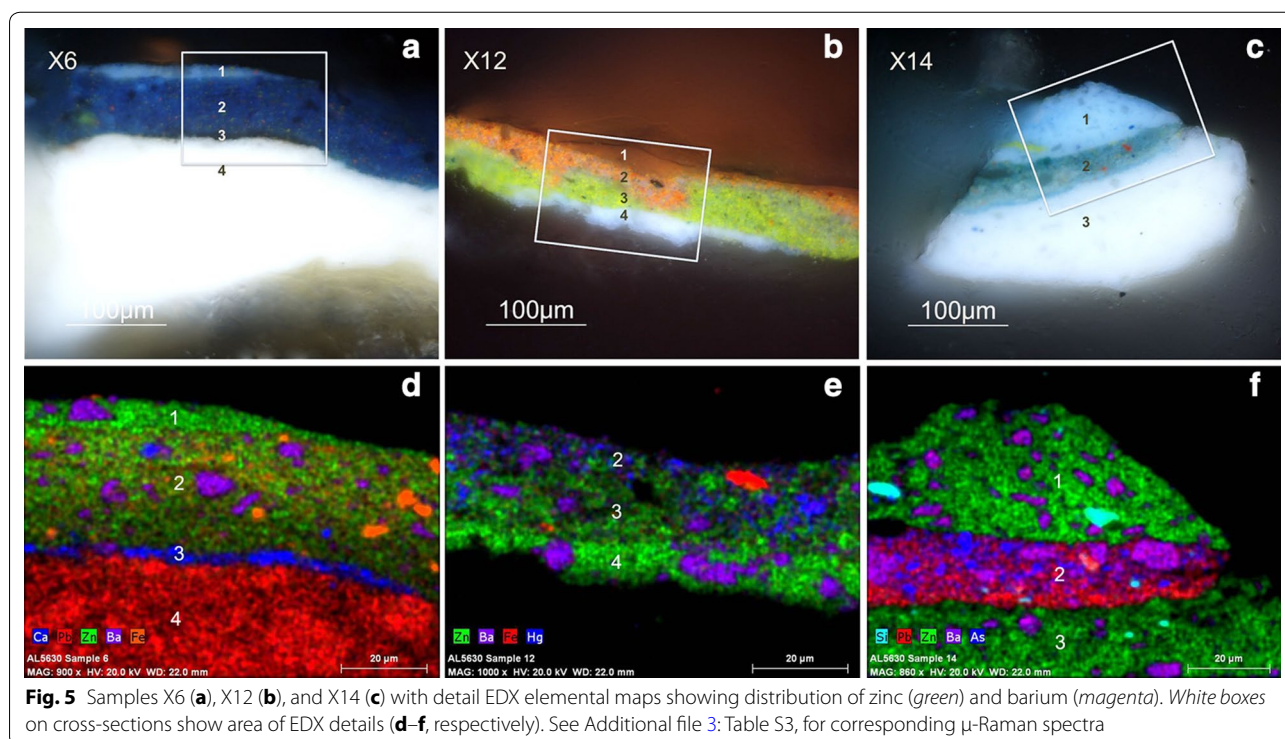 X6
a
1
2
3
4
100μm
X12
b
1
2
3
4
100μm
X14
c
1
2
3
100μm
d
1
2
3
4
Ca Pb Zn Ba Fe
AL5630 Sample 6
MAG: 900 x HV: 20.0 kV WD: 22.0 mm
20 μm
e
2
3
4
Zn Ba Fe Hg
AL5630 Sample 12
MAG: 1000 x HV: 20.0 kV WD: 22.0 mm
20 μm
f
1
2
3
Si Pb Zn Ba As
AL5630 Sample 14
MAG: 860 x HV: 20.0 kV WD: 22.0 mm
20 μm
Fig. 5 Samples X6 (a), X12 (b), and X14 (c) with detail EDX elemental maps showing distribution of zinc (green) and barium (magenta). White boxes
on cross-sections show area of EDX details (d–f, respectively). See Additional file 3: Table S3, for corresponding μ-Raman spectra